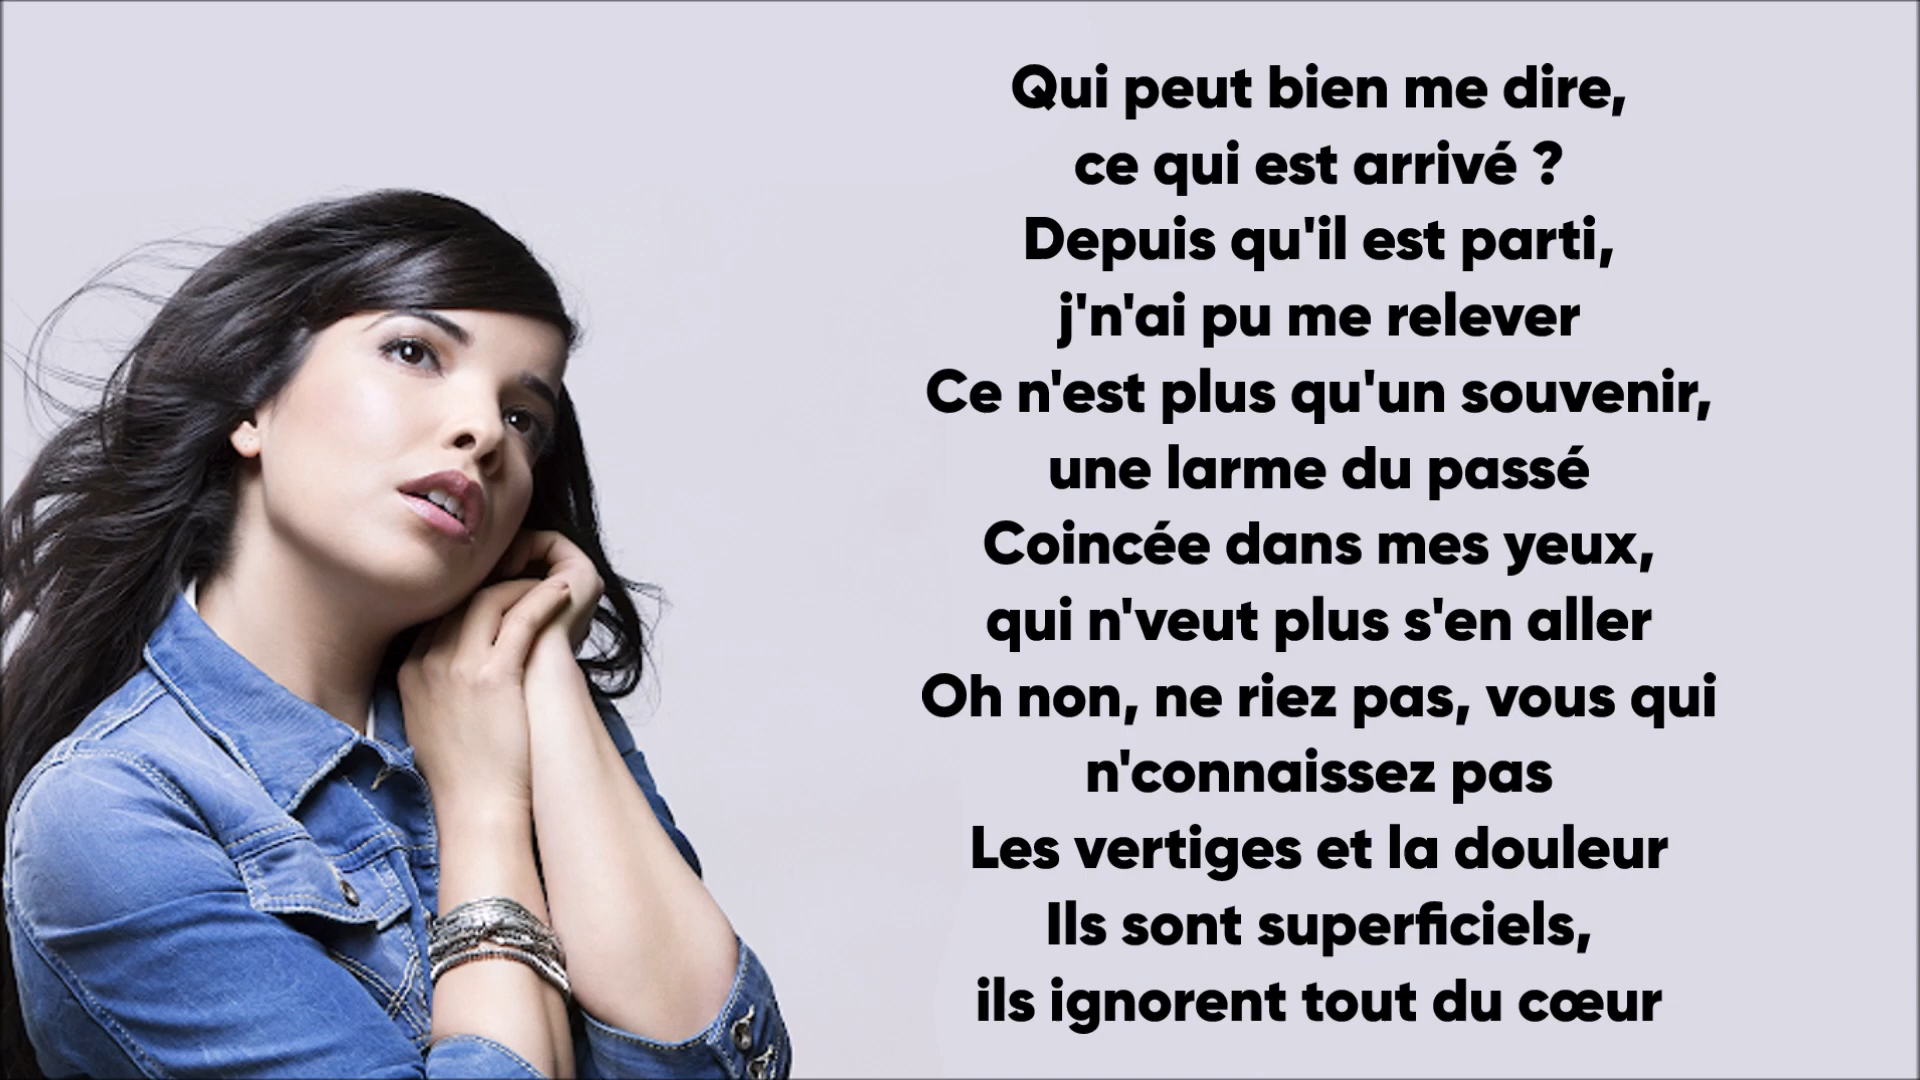 Qui peut bien me dire,
ce qui est arrivé ?
Depuis qu'il est parti,
j'n'ai pu me relever
Ce n'est plus qu'un souvenir,
une larme du passé
Coincée dans mes yeux,
qui n'veut plus s'en aller
Oh non, ne riez pas, vous qui
n'connaissez pas
Les vertiges et la douleur
Ils sont superficiels,
ils ignorent tout du cœur